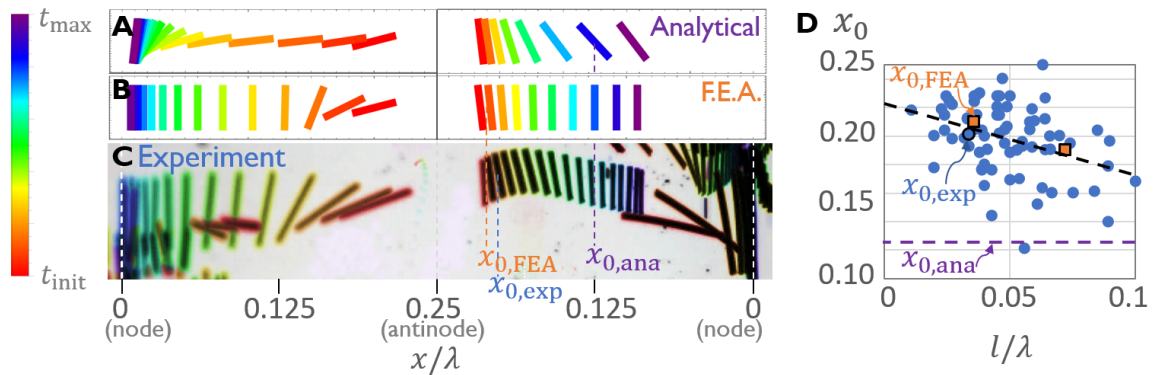 t_max
t_init
A
Analytical
B
F.E.A.
C Experiment
x_0,FEA
x_0,exp
x_0,ana
0 0.125 0.25 0.125 0
(node) (antinode) (node)
x/λ
D x_0
0.25
0.20
0.15
0.10
x_0,FEA
x_0,exp
x_0,ana
0 0.05 0.1
l/λ